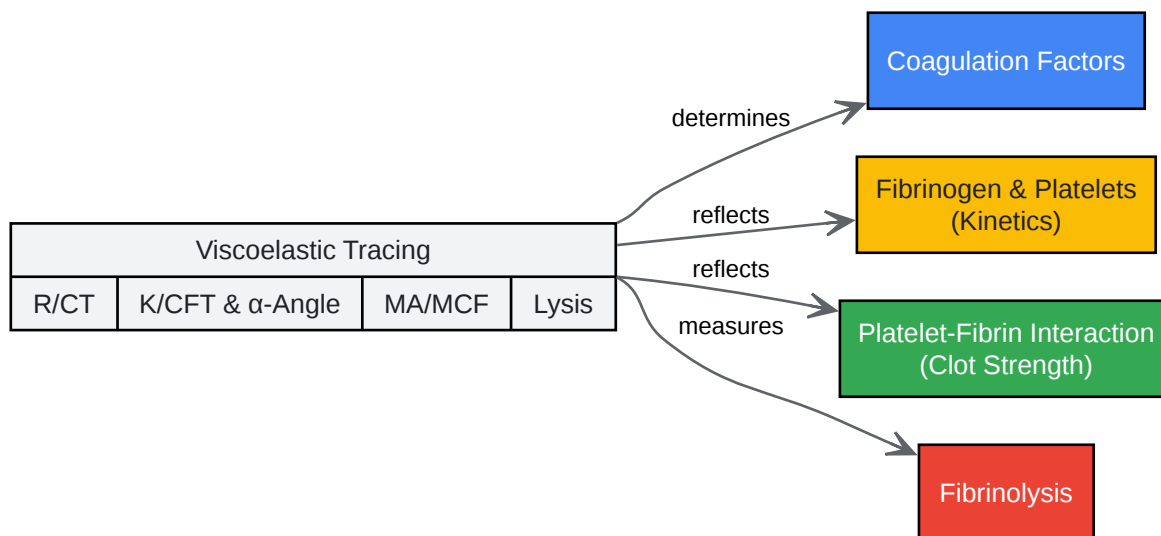 Coagulation Factors
determines
Fibrinogen & Platelets
(Kinetics)
reflects
Viscoelastic Tracing
R/CT
K/CFT & α-Angle
MA/MCF
Lysis
reflects
Platelet-Fibrin Interaction
(Clot Strength)
measures
Fibrinolysis